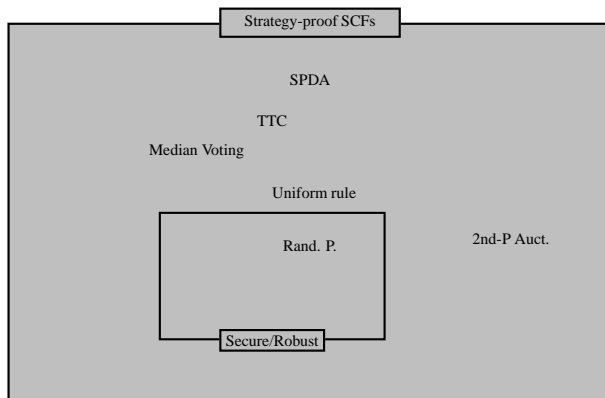 Strategy-proof SCFs
SPDA
TTC
Median Voting
Uniform rule
Rand. P.
2nd-P Auct.
Secure/Robust